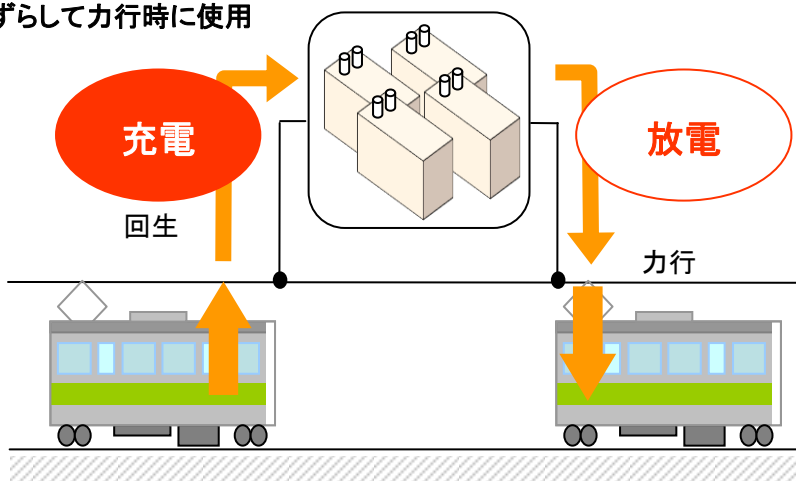 ずらして力行時に使用
充電
放電
回生
力行